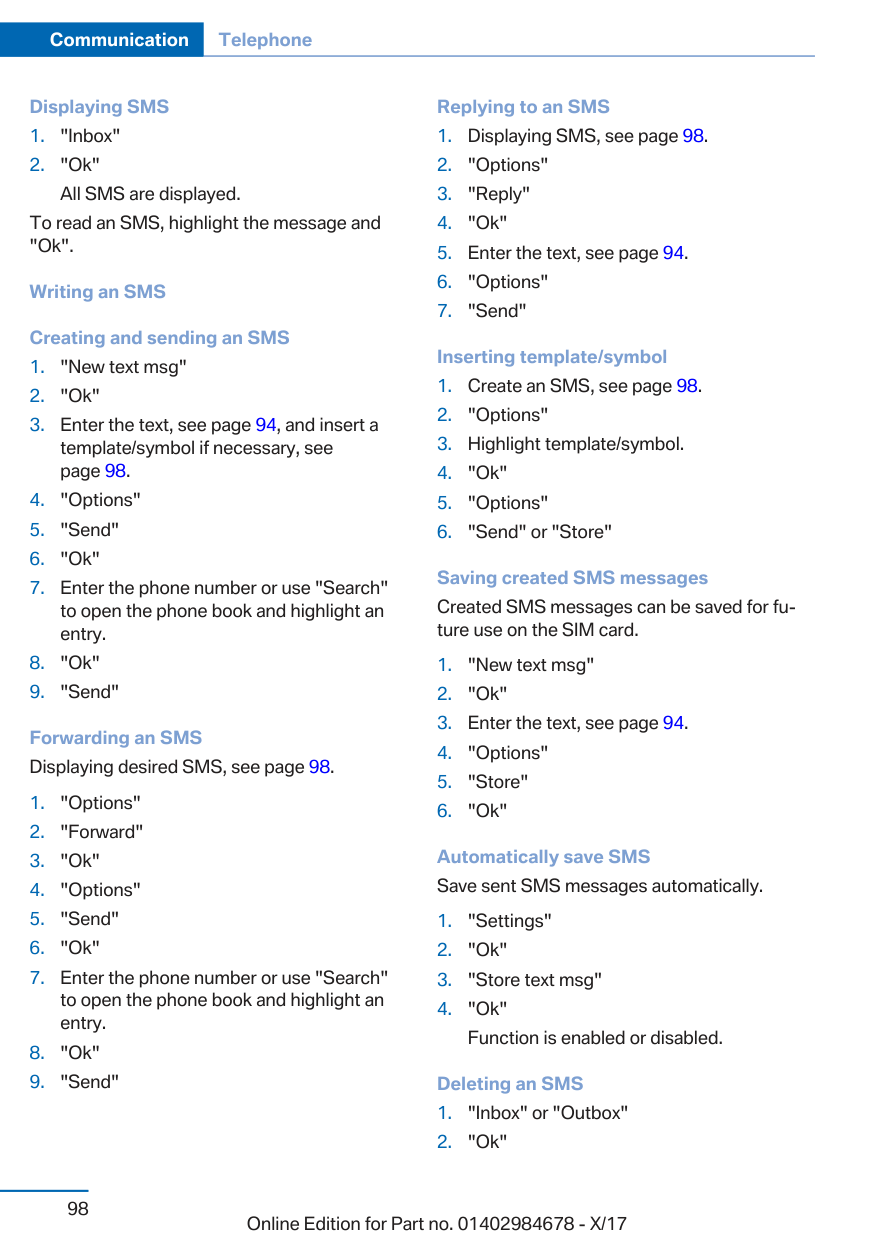 Communication Telephone
Displaying SMS
1. "Inbox"
2. "Ok"
All SMS are displayed.
To read an SMS, highlight the message and
"Ok".
Writing an SMS
Creating and sending an SMS
1. "New text msg"
2. "Ok"
3. Enter the text, see page 94, and insert a
template/symbol if necessary, see
page 98.
4. "Options"
5. "Send"
6. "Ok"
7. Enter the phone number or use "Search"
to open the phone book and highlight an
entry.
8. "Ok"
9. "Send"
Forwarding an SMS
Displaying desired SMS, see page 98.
1. "Options"
2. "Forward"
3. "Ok"
4. "Options"
5. "Send"
6. "Ok"
7. Enter the phone number or use "Search"
to open the phone book and highlight an
entry.
8. "Ok"
9. "Send"
Replying to an SMS
1. Displaying SMS, see page 98.
2. "Options"
3. "Reply"
4. "Ok"
5. Enter the text, see page 94.
6. "Options"
7. "Send"
Inserting template/symbol
1. Create an SMS, see page 98.
2. "Options"
3. Highlight template/symbol.
4. "Ok"
5. "Options"
6. "Send" or "Store"
Saving created SMS messages
Created SMS messages can be saved for fu-
ture use on the SIM card.
1. "New text msg"
2. "Ok"
3. Enter the text, see page 94.
4. "Options"
5. "Store"
6. "Ok"
Automatically save SMS
Save sent SMS messages automatically.
1. "Settings"
2. "Ok"
3. "Store text msg"
4. "Ok"
Function is enabled or disabled.
Deleting an SMS
1. "Inbox" or "Outbox"
2. "Ok"
98
Online Edition for Part no. 01402984678 - X/17